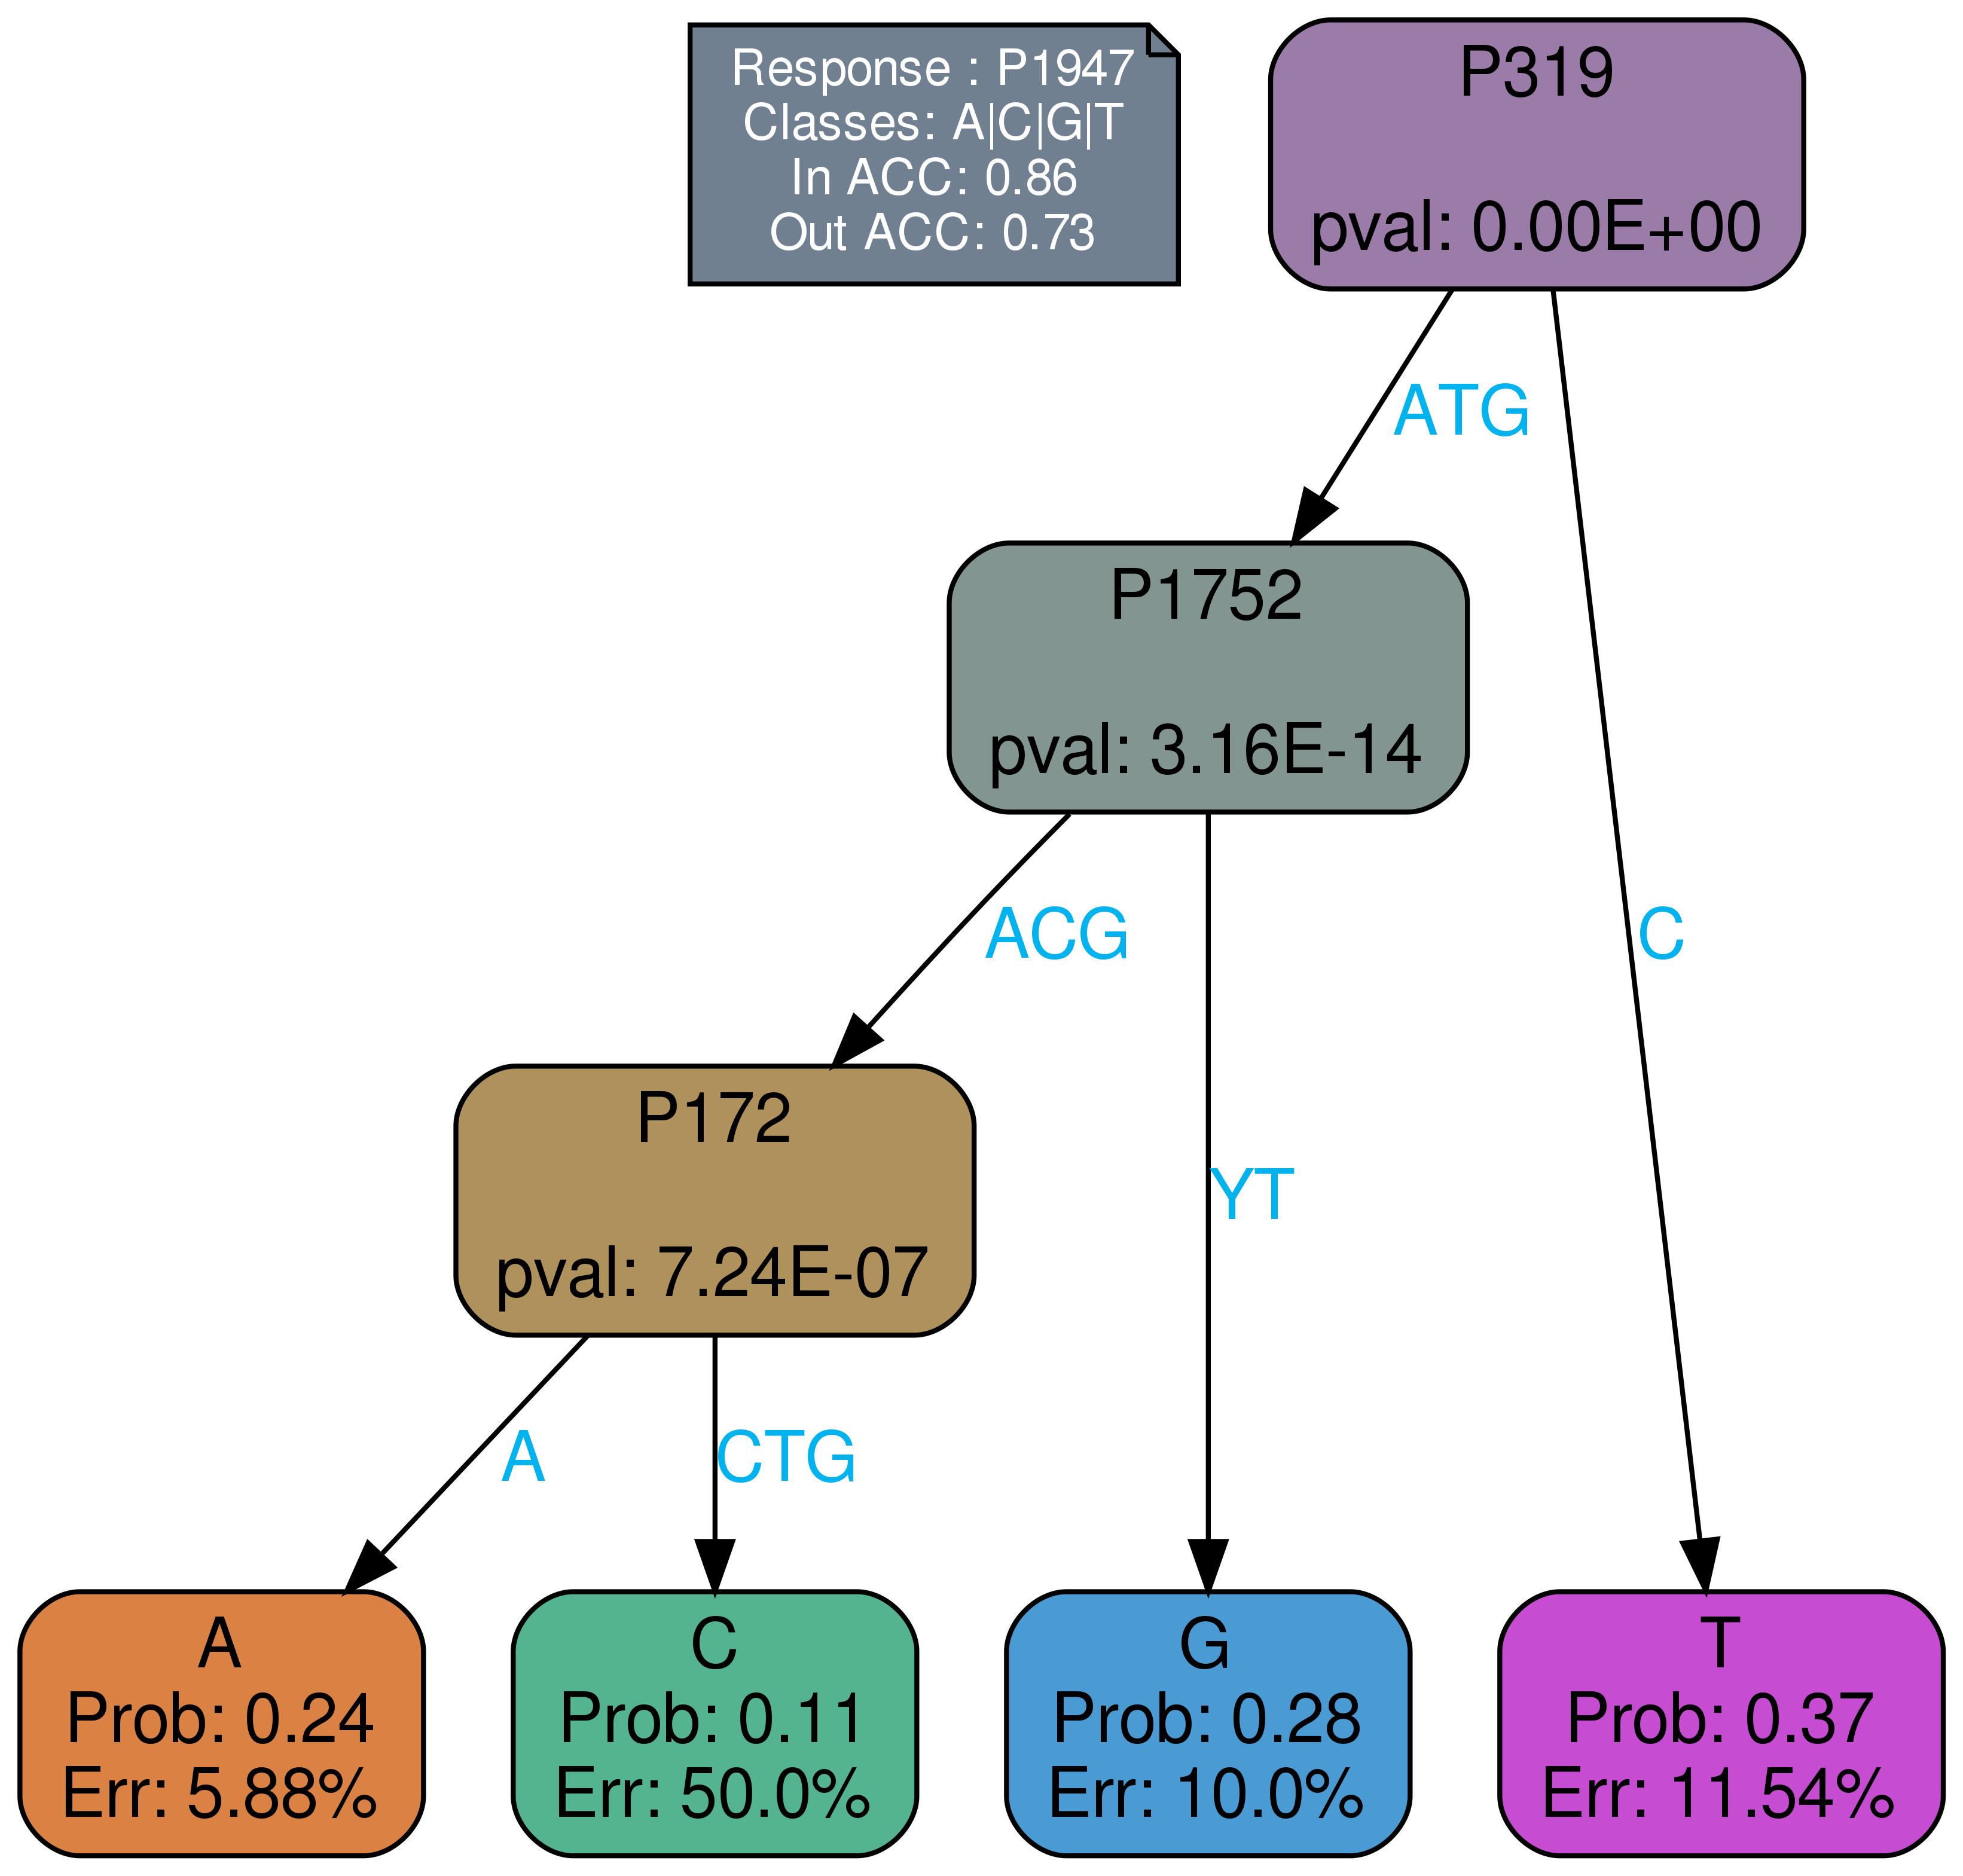 Response : P1947
Classes: A|C|G|T
In ACC: 0.86
Out ACC: 0.73
P319
pval: 0.00E+00
ATG
P1752
pval: 3.16E-14
ACG
C
P172
pval: 7.24E-07
YT
A
CTG
A
Prob: 0.24
Err: 5.88%
C
Prob: 0.11
Err: 50.0%
G
Prob: 0.28
Err: 10.0%
T
Prob: 0.37
Err: 11.54%